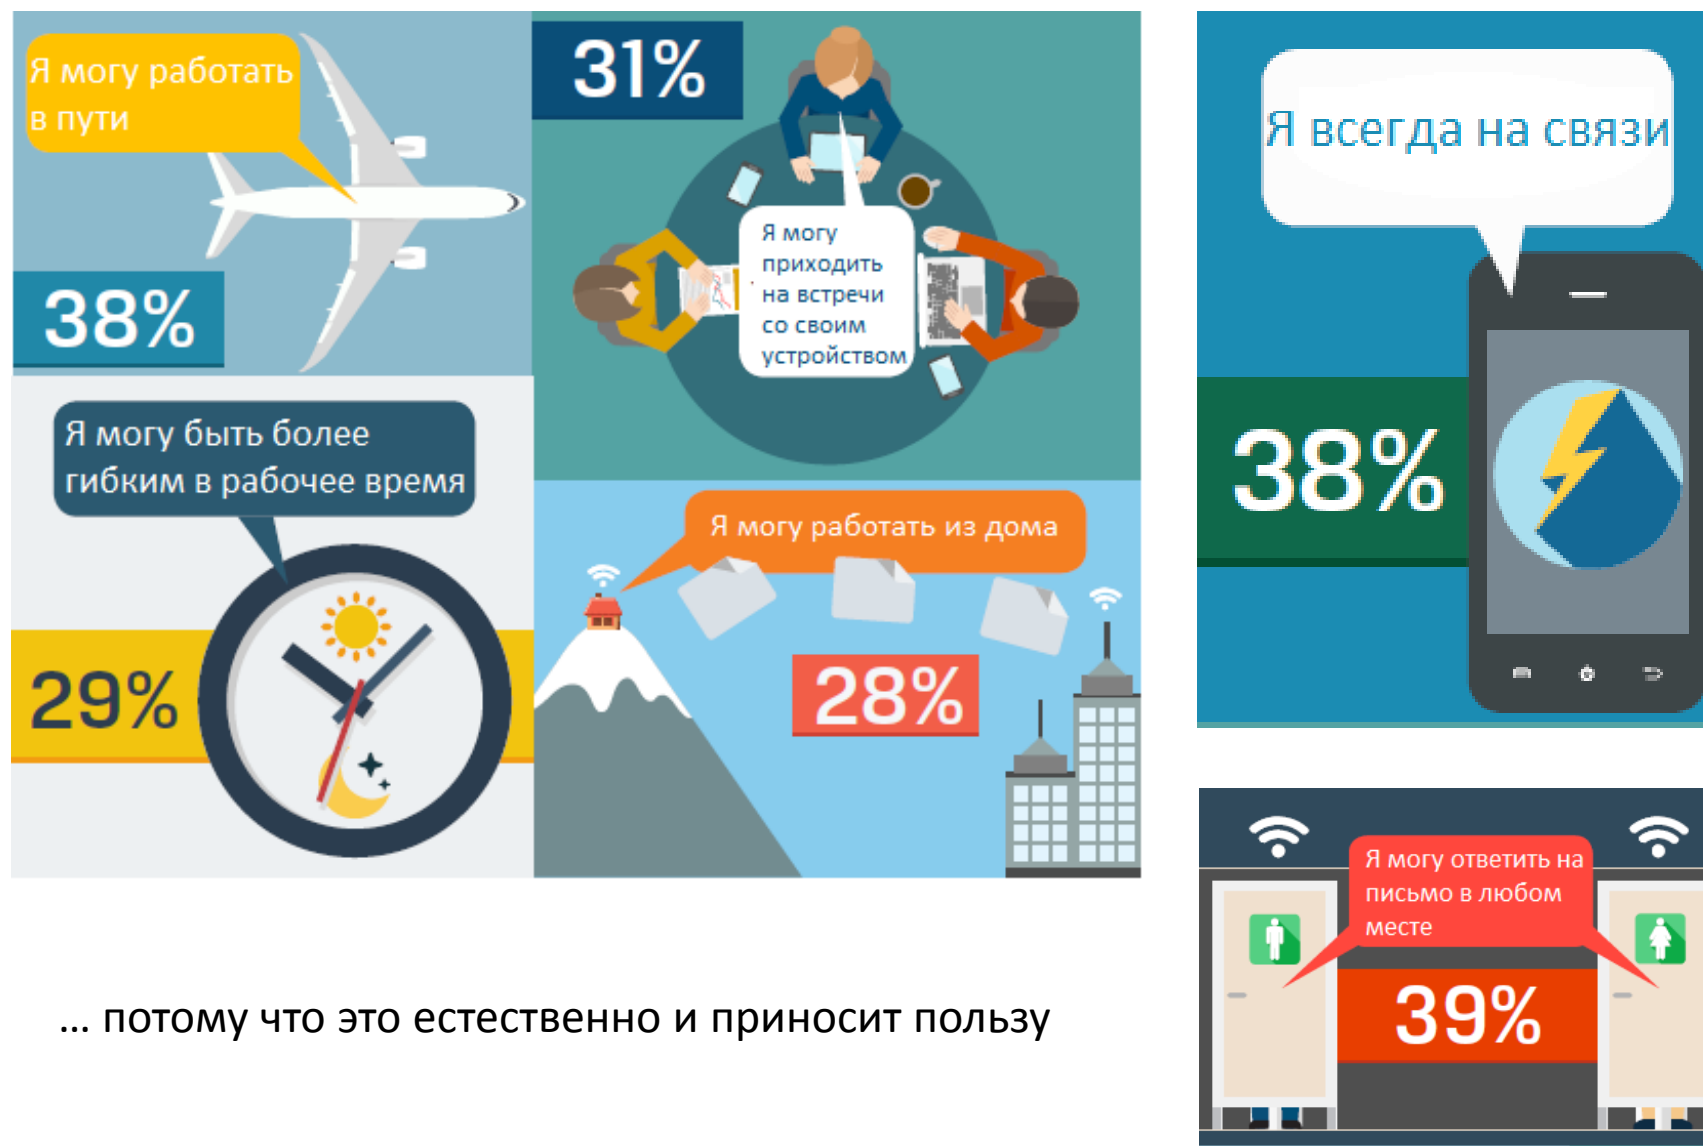 Я могу работать
в пути
38%
31%
Я могу
приходить
на встречи
со своим
устройством
Я могу быть более
гибким в рабочее время
29%
Я могу работать из дома
28%
Я всегда на связи
38%
Я могу ответить на
письмо в любом
месте
39%
... потому что это естественно и приносит пользу